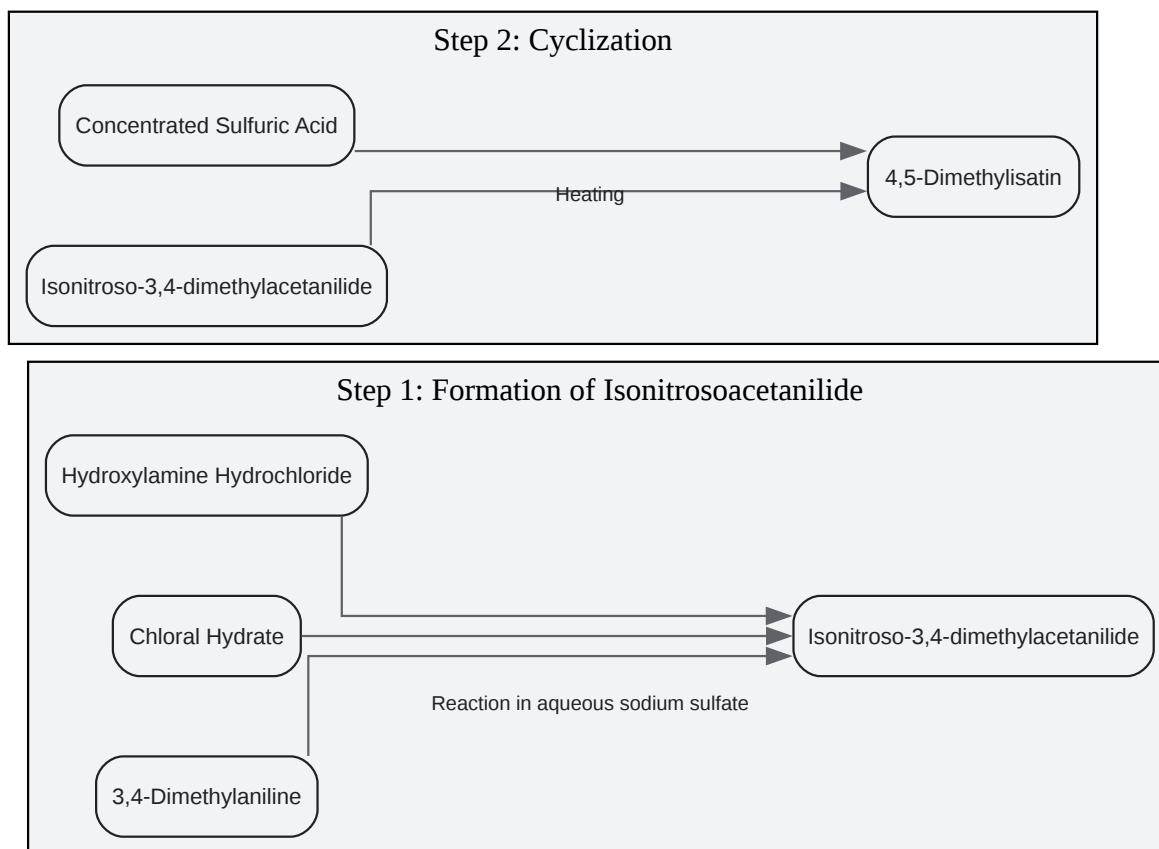 Step 2: Cyclization
Concentrated Sulfuric Acid
4,5-Dimethylisatin
Heating
Isonitroso-3,4-dimethylacetanilide
Step 1: Formation of Isonitrosoacetanilide
Hydroxylamine Hydrochloride
Chloral Hydrate
Isonitroso-3,4-dimethylacetanilide
Reaction in aqueous sodium sulfate
3,4-Dimethylaniline